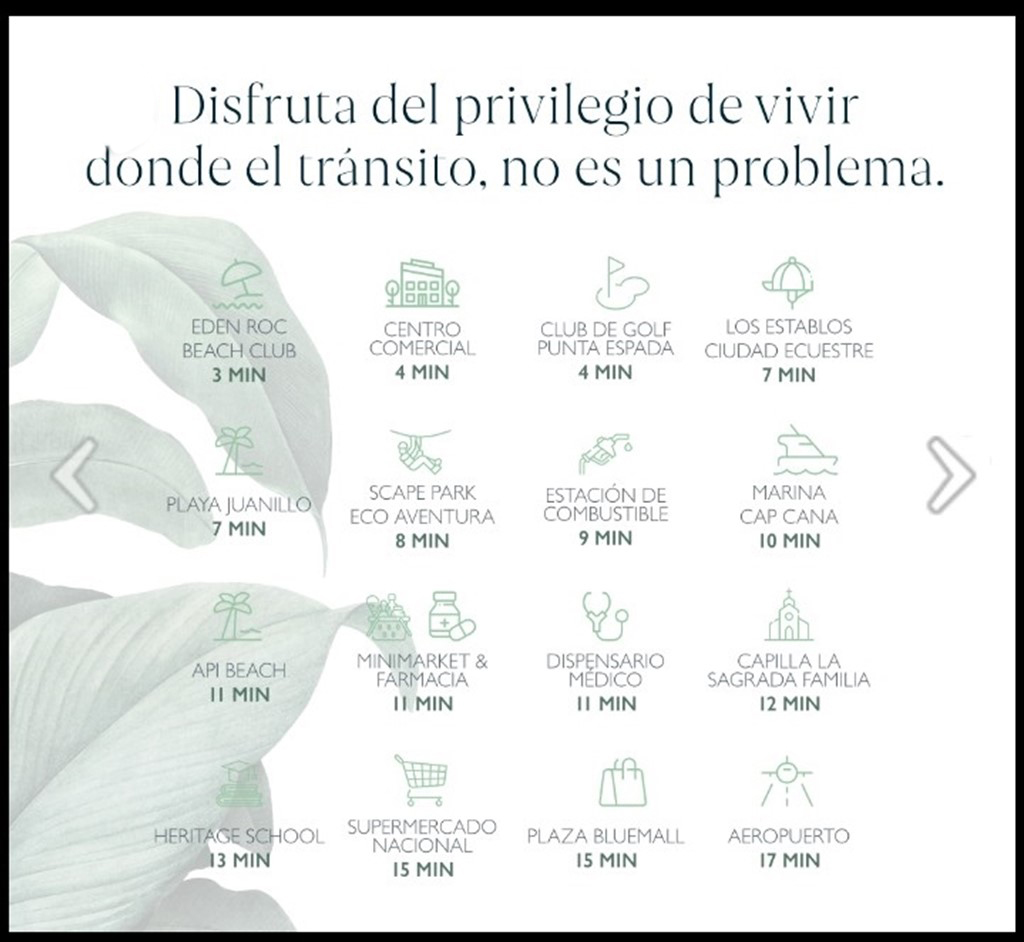 Disfruta del privilegio de vivir
donde el tránsito, no es un problema.
EDEN ROC
BEACH CLUB
3 MIN
CENTRO
COMERCIAL
4 MIN
CLUB DE GOLF
PUNTA ESPADA
4 MIN
LOS ESTABLOS
CIUDAD ECUESTRE
7 MIN
PLAYA JUANILLO
7 MIN
SCAPE PARK
ECO AVENTURA
8 MIN
ESTACIÓN DE
COMBUSTIBLE
9 MIN
MARINA
CAP CANA
10 MIN
API BEACH
11 MIN
MINIMARKET &
FARMACIA
11 MIN
DISPENSARIO
MÉDICO
11 MIN
CAPILLA LA
SAGRADA FAMILIA
12 MIN
HERITAGE SCHOOL
13 MIN
SUPERMERCADO
NACIONAL
15 MIN
PLAZA BLUEMALL
15 MIN
AEROPUERTO
17 MIN